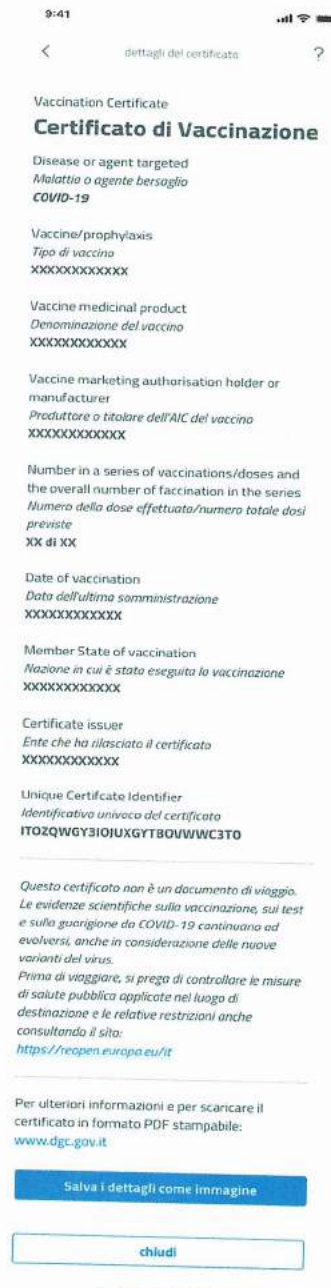 9:41
dettagli del certificato
?
Vaccination Certificate
Certificato di Vaccinazione
Disease or agent targeted
Malattia o agente bersaglio
COVID-19
Vaccine/prophylaxis
Tipo di vaccino
XXXXXXXXXXXX
Vaccine medicinal product
Denominazione del vaccino
XXXXXXXXXXXX
Vaccine marketing authorisation holder or
manufacturer
Produttore o titolare dell'AIC del vaccino
XXXXXXXXXXXX
Number in a series of vaccinations/doses and
the overall number of faccination in the series
Numero della dose effettuata/numero totale dosi
previste
XX di XX
Date of vaccination
Data dell'ultima somministrazione
XXXXXXXXXXXX
Member State of vaccination
Nazione in cui è stata eseguita la vaccinazione
XXXXXXXXXXXX
Certificate issuer
Ente che ha rilasciato il certificato
XXXXXXXXXXXX
Unique Certifcate Identifier
Identificativo univoco del certificato
ITOZQWGY3IOJUXGYTBOVWWC3TO
Questo certificato non è un documento di viaggio.
Le evidenze scientifiche sulla vaccinazione, sui test
e sulla guarigione da COVID-19 continuano ad
evolversi, anche in considerazione delle nuove
varianti del virus.
Prima di viaggiare, si prega di controllare le misure
di salute pubblica applicate nel luogo di
destinazione e le relative restrizioni anche
consultando il sito:
https://reopen.europa.eu/it
Per ulteriori informazioni e per scaricare il
certificato in formato PDF stampabile:
www.dgc.gov.it
Salva i dettagli come immagine
chiudi